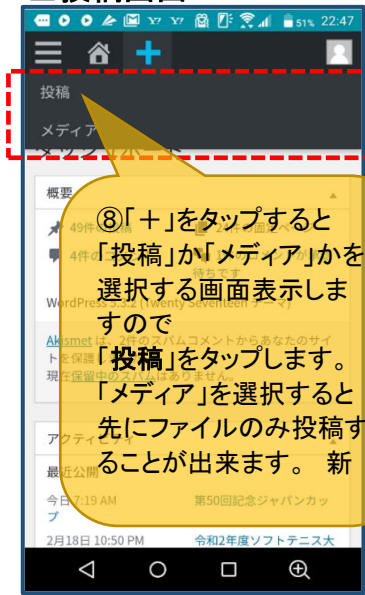 51% 22:47
投稿
メディア
概要
49件の
4件の
⑧「＋」をタップすると
「投稿」か「メディア」かを
選択する画面表示しま
すので
「投稿」をタップします。
「メディア」を選択すると
先にファイルのみ投稿す
ることが出来ます。 新
待ちです
WordPress 5.3.2 (Twenty Seventeen テーマ)
Akismet は、2件のスパムコメントからあなたのサイ
トを保護し
現在保留中のスパムはありません。
アクティビティ
最近公開
今日 7:19 AM 第50回記念ジャパンカッ
プ
2月18日 10:50 PM 令和2年度ソフトテニス大